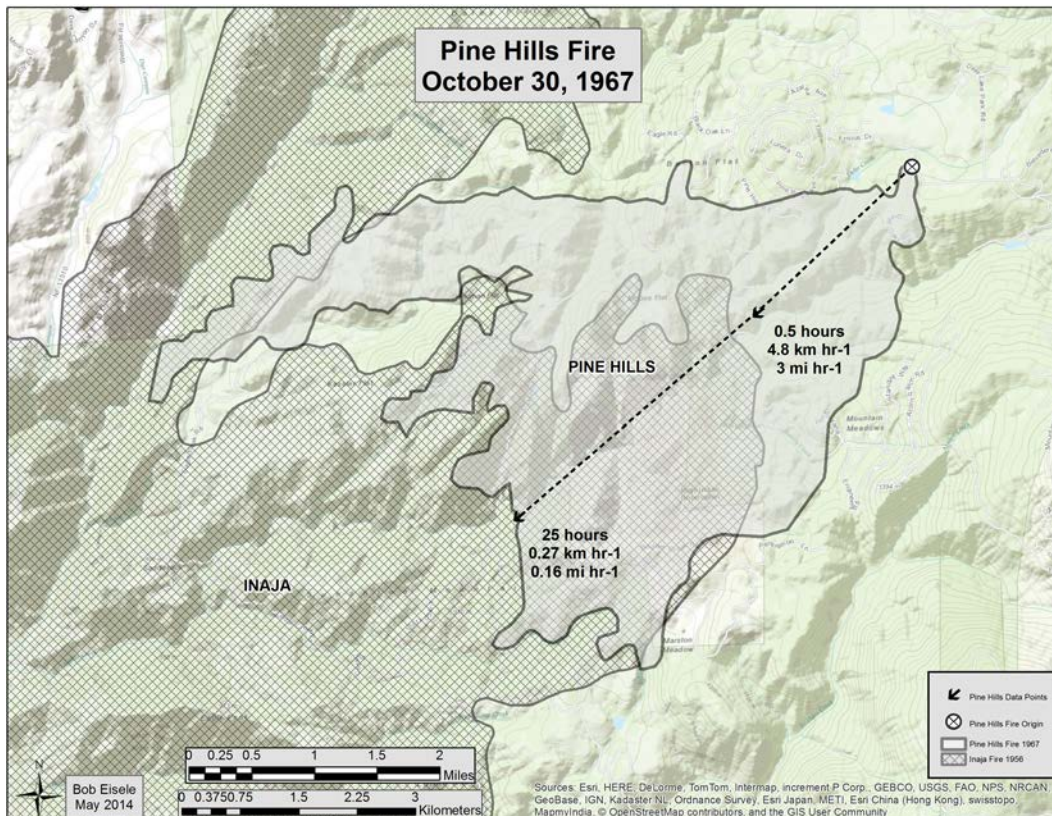 Pine Hills Fire
October 30, 1967
Eagle
0.5 hours
4.8 km hr-1
3 mi hr-1
PINE HILLS
Mountain
Meadows
25 hours
0.27 km hr-1
0.16 mi hr-1
INAJA
Marston
Meadow
Pine Hills Data Points
Pine Hills Fire Origin
Pine Hills Fire 1967
Inaja Fire 1956
0 0.25 0.5 1 1.5 2
Miles
0 0.375 0.75 1.5 2.25 3
Kilometers
N
Bob Eisele
May 2014
Sources: Esri, HERE, DeLorme, TomTom, Intermap, increment P Corp., GEBCO, USGS, FAO, NPS, NRCAN,
GeoBase, IGN, Kadaster NL, Ordnance Survey, Esri Japan, METI, Esri China (Hong Kong), swisstopo,
MapmyIndia, © OpenStreetMap contributors, and the GIS User Community